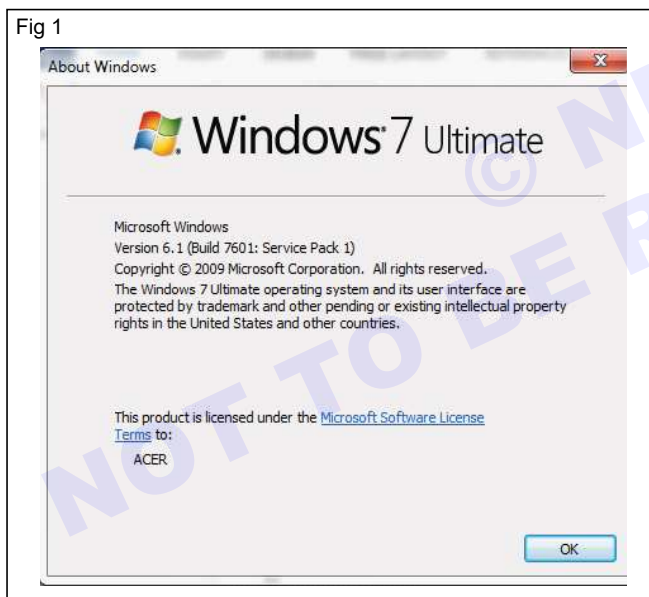 Fig 1
About Windows
Windows 7 Ultimate
Microsoft Windows
Version 6.1 (Build 7601: Service Pack 1)
Copyright © 2009 Microsoft Corporation. All rights reserved.
The Windows 7 Ultimate operating system and its user interface are
protected by trademark and other pending or existing intellectual property
rights in the United States and other countries.
This product is licensed under the Microsoft Software License
Terms to:
ACER
OK
© N
NOT TO BE R